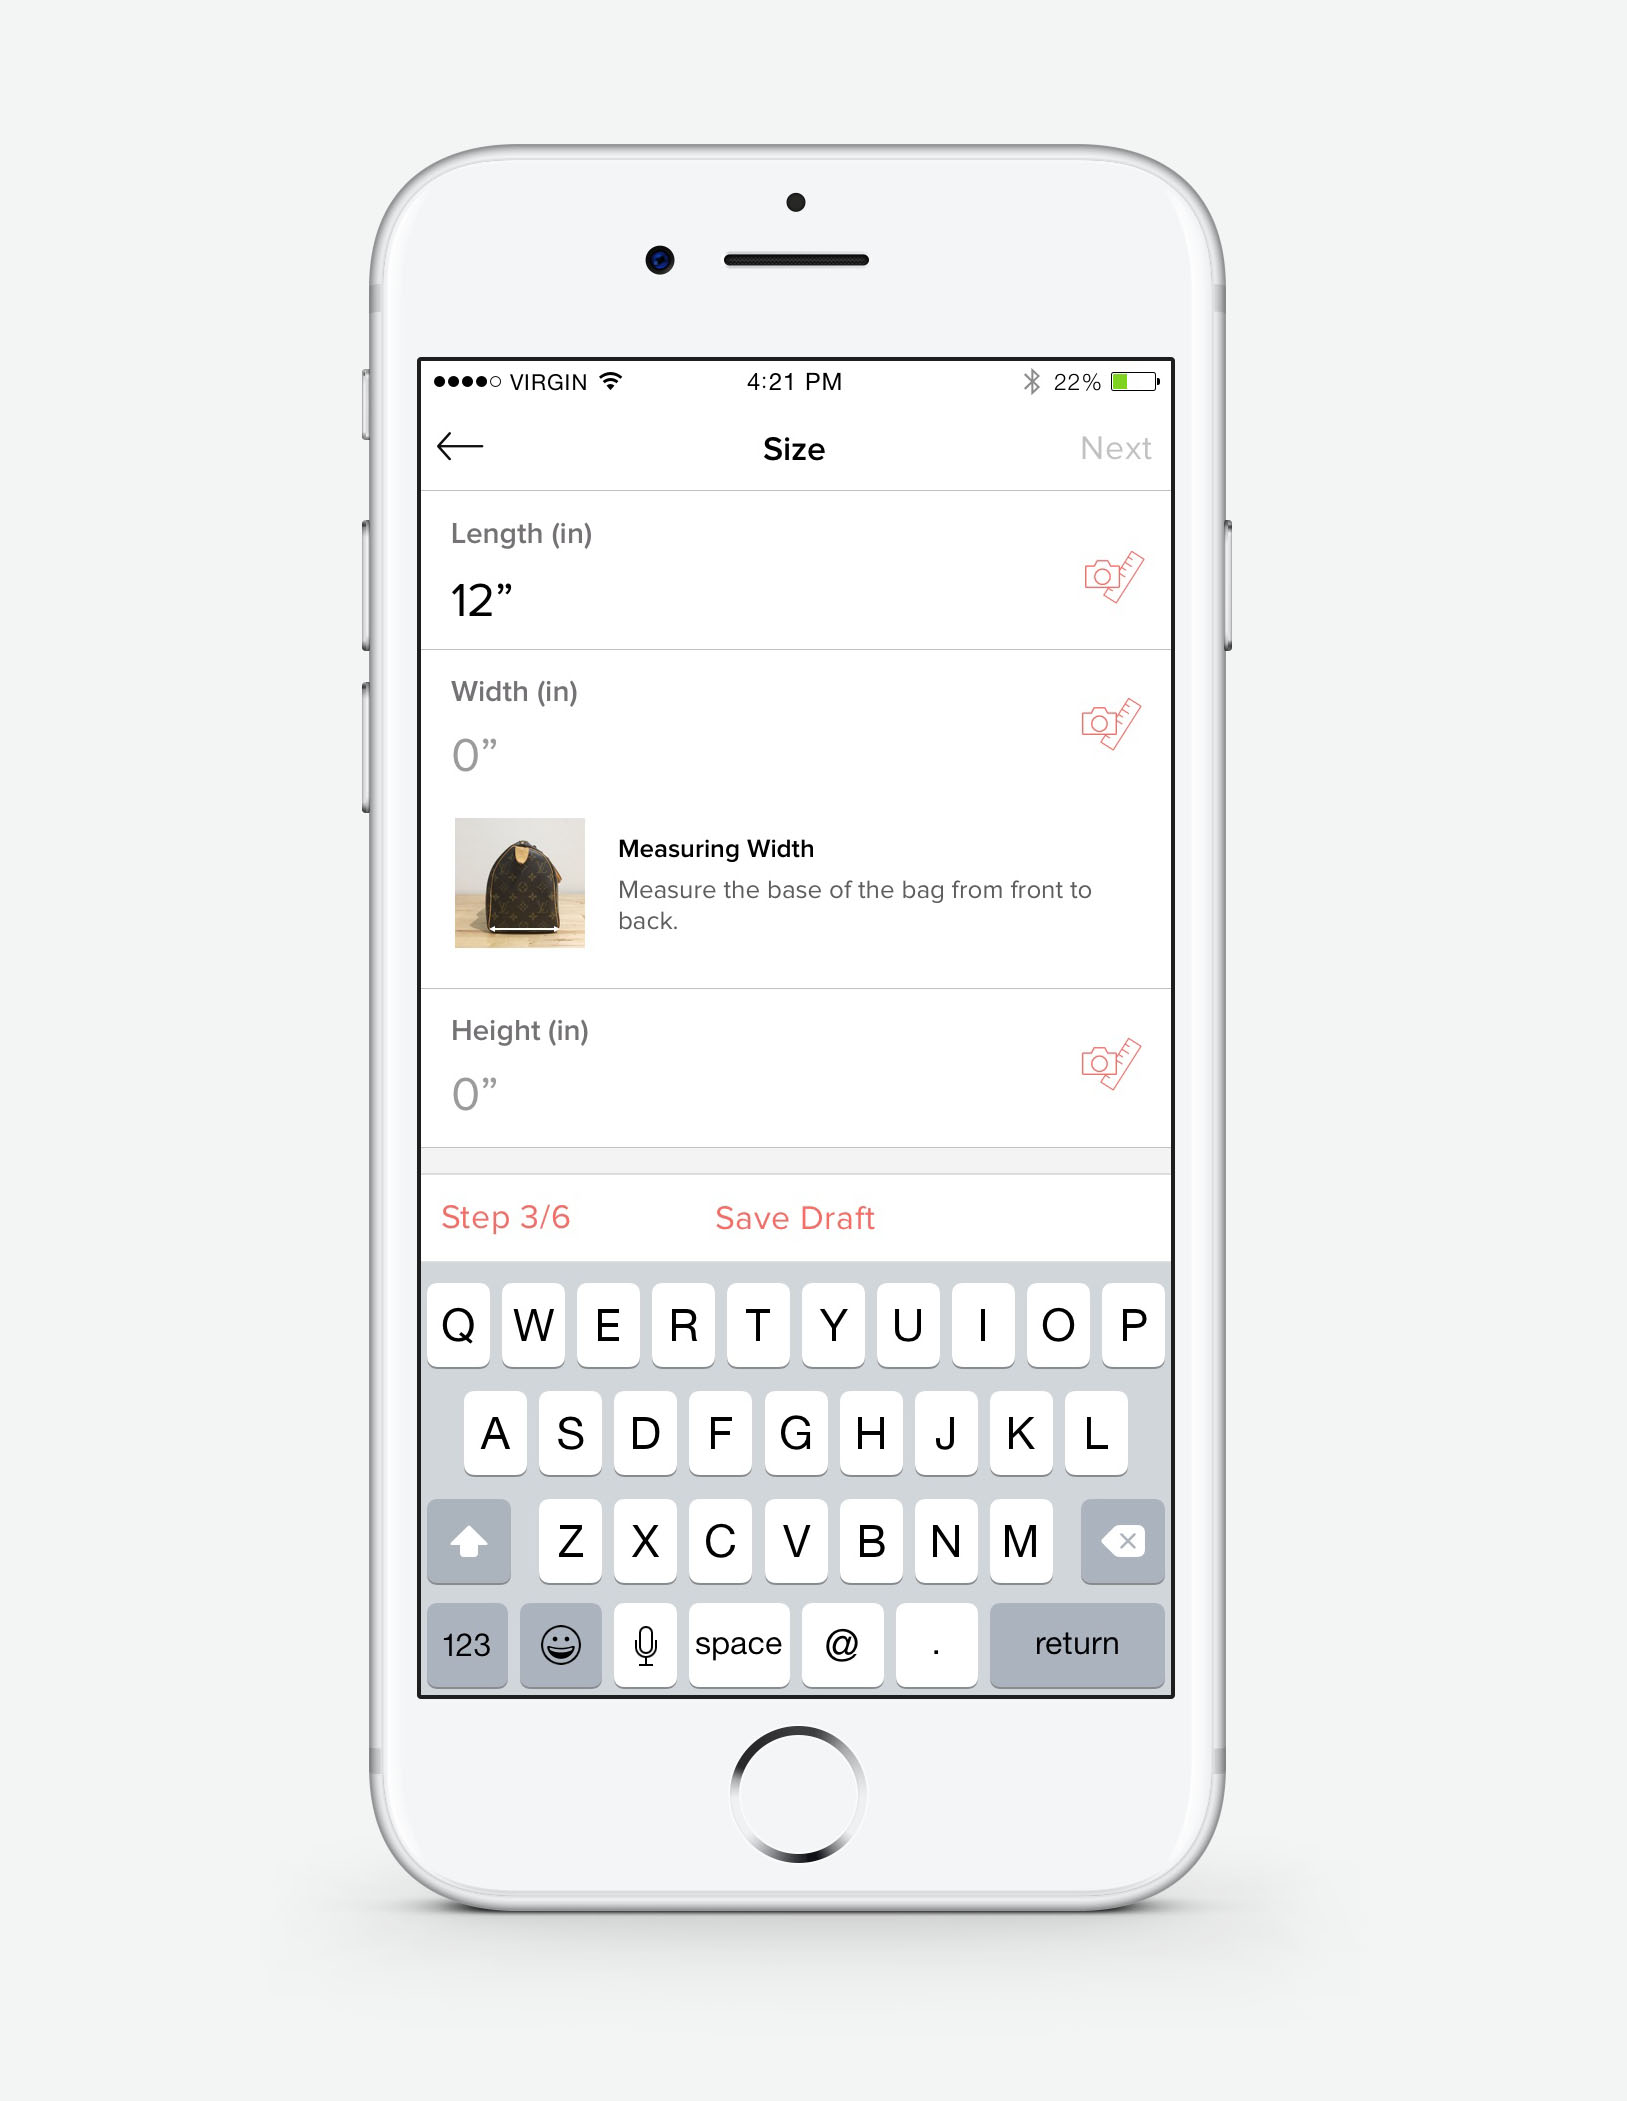 VIRGIN 4:21 PM 22%
Size Next
Length (in)
12”
Width (in)
0”
Measuring Width
Measure the base of the bag from front to
back.
Height (in)
0”
Step 3/6 Save Draft
Q W E R T Y U I O P
A S D F G H J K L
Z X C V B N M
123 space @ . return